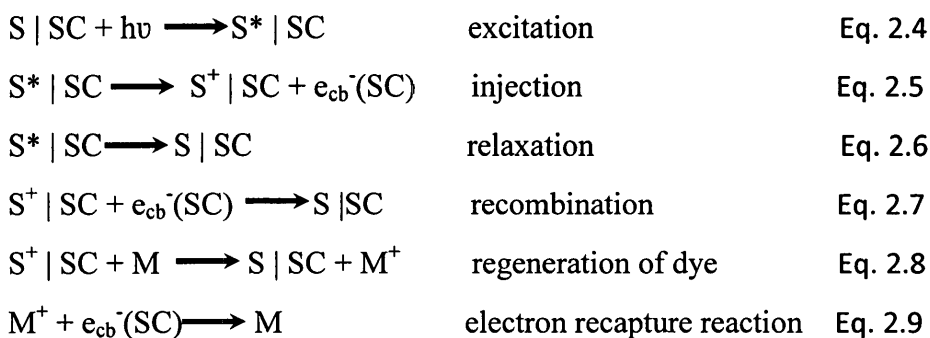 S | SC + hυ ⟶ S* | SC excitation Eq. 2.4
S* | SC ⟶ S⁺ | SC + e_cb⁻(SC) injection Eq. 2.5
S* | SC ⟶ S | SC relaxation Eq. 2.6
S⁺ | SC + e_cb⁻(SC) ⟶ S |SC recombination Eq. 2.7
S⁺ | SC + M ⟶ S | SC + M⁺ regeneration of dye Eq. 2.8
M⁺ + e_cb⁻(SC) ⟶ M electron recapture reaction Eq. 2.9